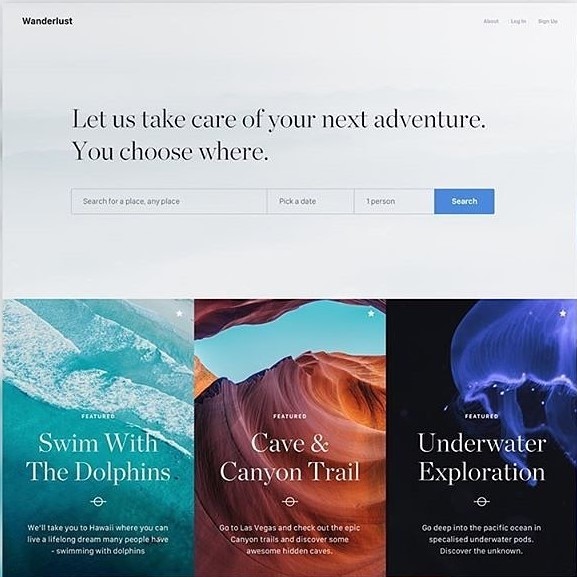 Wanderlust
About Log In Sign Up
Let us take care of your next adventure.
You choose where.
Search for a place, any place
Pick a date
1 person
Search
FEATURED
Swim With
The Dolphins
We'll take you to Hawaii where you can
live a lifelong dream many people have
- swimming with dolphins
FEATURED
Cave &
Canyon Trail
Go to Las Vegas and check out the epic
Canyon trails and discover some
awesome hidden caves.
FEATURED
Underwater
Exploration
Go deep into the pacific ocean in
specalised underwater pods.
Discover the unknown.